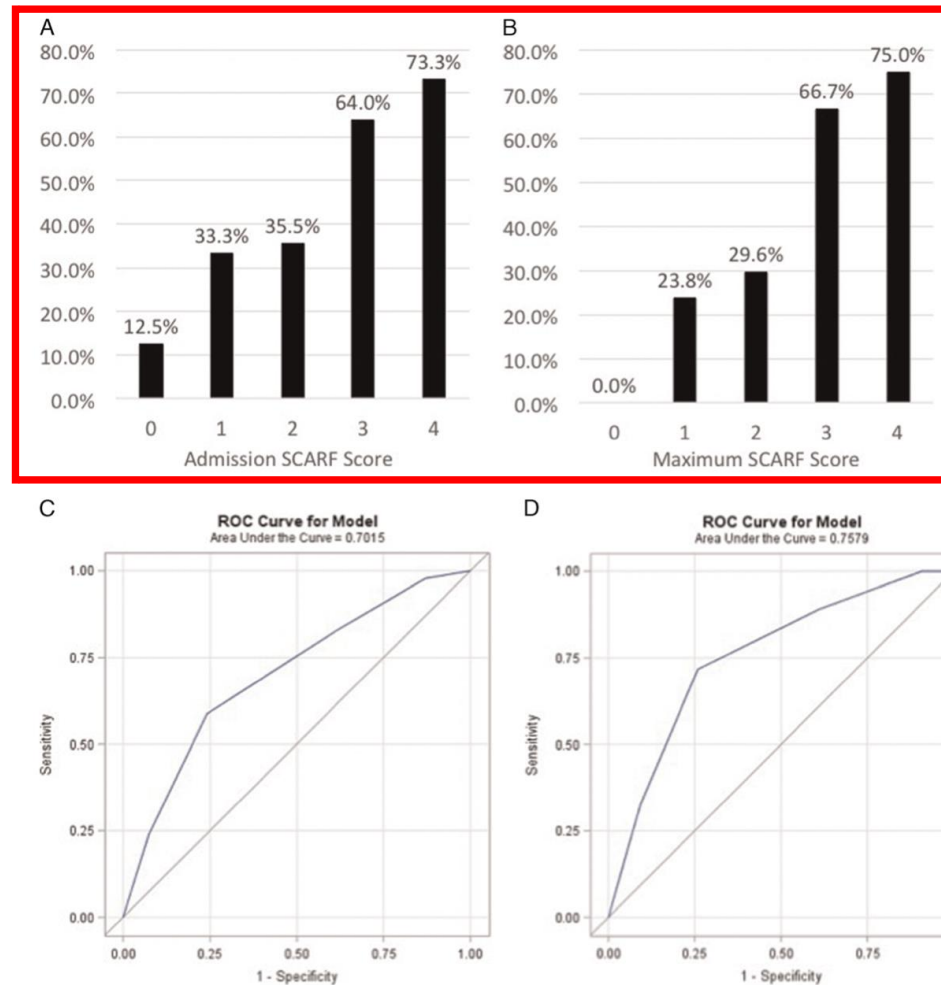 A
80.0%
70.0%
60.0%
50.0%
40.0%
30.0%
20.0%
10.0%
0.0%
12.5%
33.3%
35.5%
64.0%
73.3%
0 1 2 3 4
Admission SCARF Score
B
80.0%
70.0%
60.0%
50.0%
40.0%
30.0%
20.0%
10.0%
0.0%
0.0%
23.8%
29.6%
66.7%
75.0%
0 1 2 3 4
Maximum SCARF Score
C
ROC Curve for Model
Area Under the Curve = 0.7015
1.00
0.75
0.50
0.25
0.00
Sensitivity
0.00 0.25 0.50 0.75 1.00
1 - Specificity
D
ROC Curve for Model
Area Under the Curve = 0.7579
1.00
0.75
0.50
0.25
0.00
Sensitivity
0.00 0.25 0.50 0.75
1 - Specificity